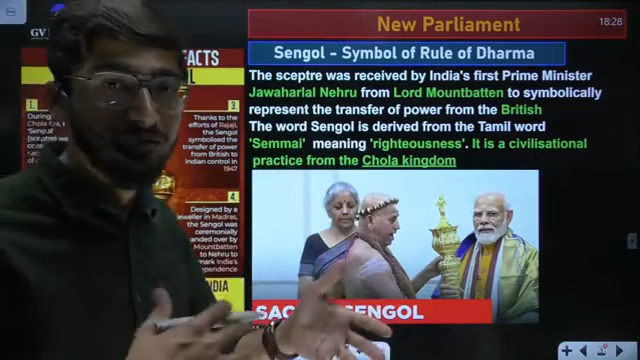 New Parliament
18:28
GV
FACTS
Sengol – Symbol of Rule of Dharma
The sceptre was received by India's first Prime Minister
Jawaharlal Nehru from Lord Mountbatten to symbolically
represent the transfer of power from the British
The word Sengol is derived from the Tamil word
'Semmai' meaning 'righteousness'. It is a civilisational
practice from the Chola kingdom
1.
During
Chola Era,
'Sengol'
3.
Thanks to the
efforts of Rajaji,
the Sengol
symbolised the
transfer of power
from British to
Indian control in
1947
4.
Designed by a
jeweller in Madras,
the Sengol was
ceremonially
handed over by
Mountbatten
to Nehru to
mark India's
SENGOL